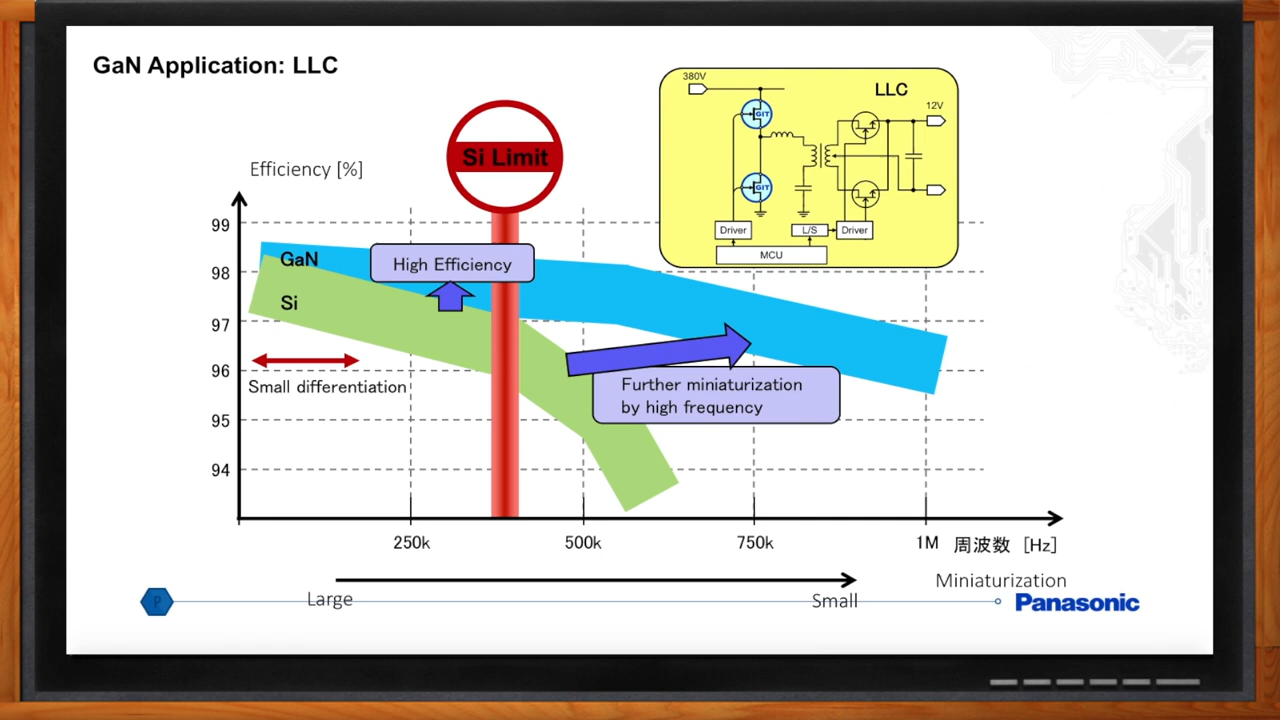 GaN Application: LLC
380V
LLC
12V
GIT
GIT
Driver
L/S
Driver
MCU
Si Limit
Efficiency [%]
99
98
97
96
95
94
GaN
Si
High Efficiency
Small differentiation
Further miniaturization
by high frequency
250k
500k
750k
1M
周波数 [Hz]
Miniaturization
Large
Small
P
Panasonic